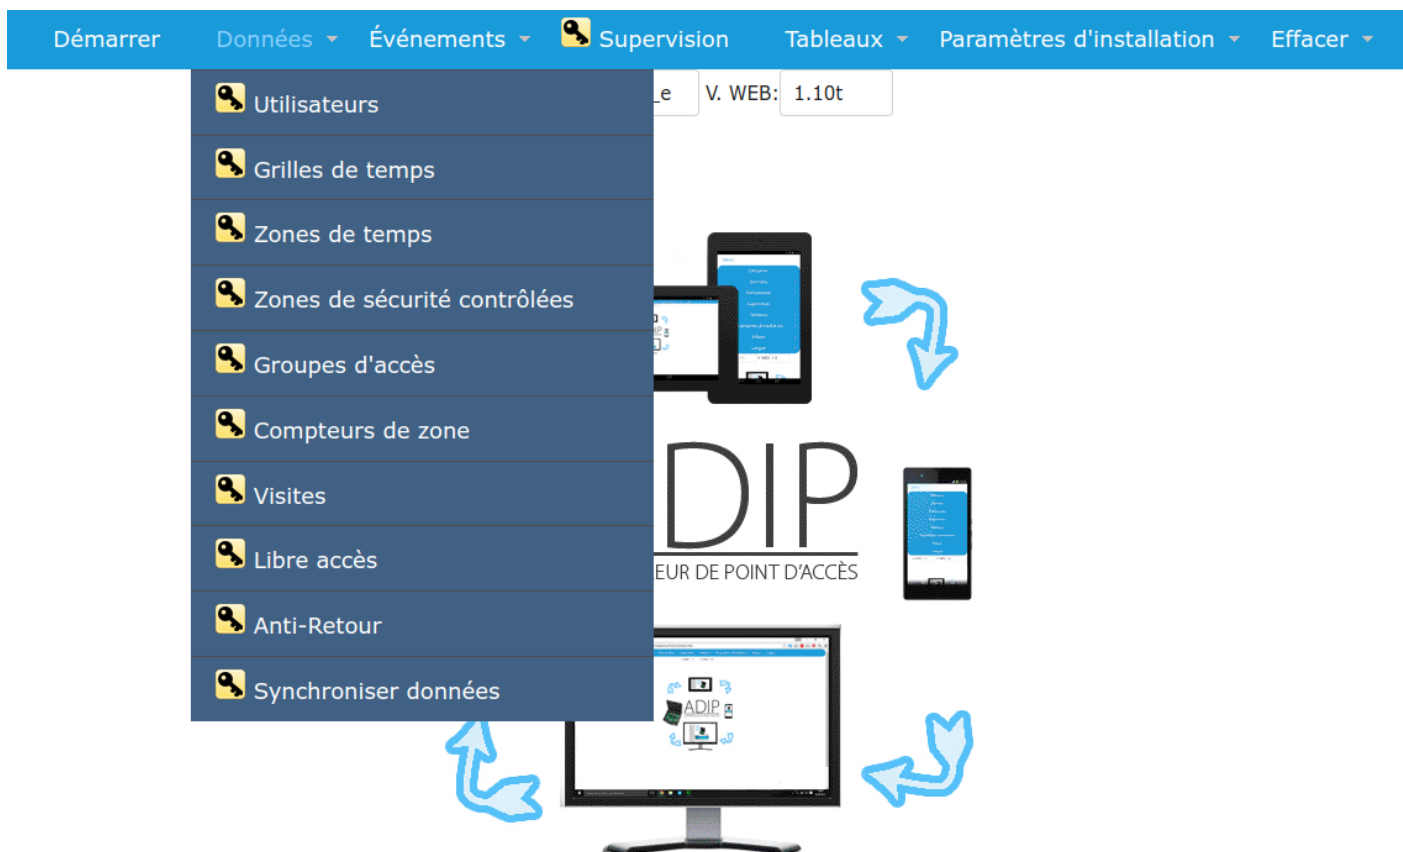 Démarrer Données Événements Supervision Tableaux Paramètres d'installation Effacer
_e V. WEB: 1.10t
Utilisateurs
Grilles de temps
Zones de temps
Zones de sécurité contrôlées
Groupes d'accès
Compteurs de zone
Visites
Libre accès
Anti-Retour
Synchroniser données
DIP
EUR DE POINT D'ACCÈS
ADIP